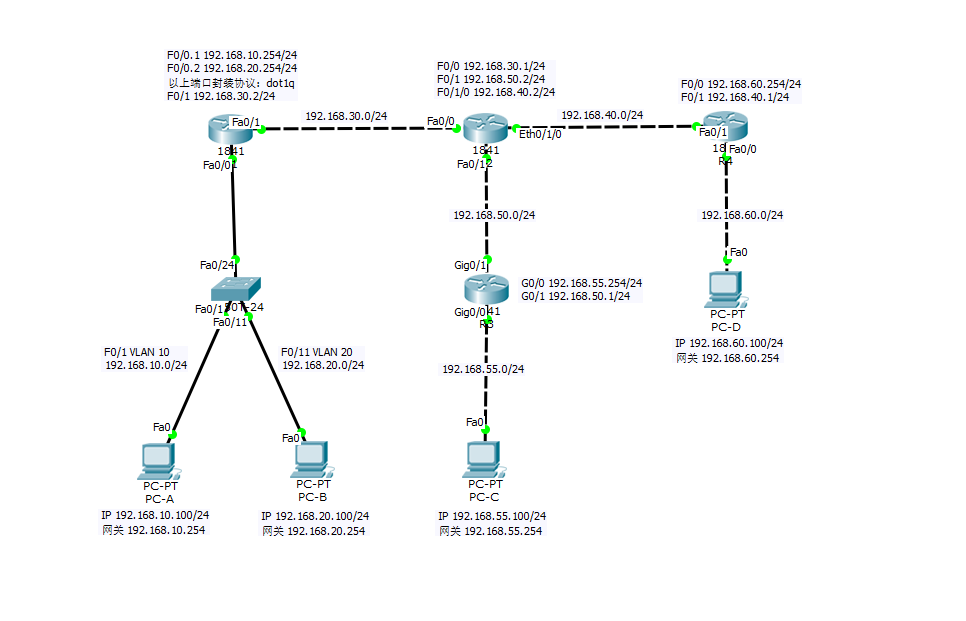 F0/0.1 192.168.10.254/24
F0/0.2 192.168.20.254/24
以上端口封装协议：dot1q
F0/1 192.168.30.2/24
F0/0 192.168.30.1/24
F0/1 192.168.50.2/24
F0/1/0 192.168.40.2/24
F0/0 192.168.60.254/24
F0/1 192.168.40.1/24
192.168.30.0/24
192.168.40.0/24
Fa0/1
1841
Fa0/0
Fa0/0
1841
Fa0/1
Eth0/1/0
Fa0/1
Fa0/0
R4
192.168.50.0/24
192.168.60.0/24
Fa0/24
Fa0/1
-24
Fa0/11
Gig0/1
Gig0/0
R3
G0/0 192.168.55.254/24
G0/1 192.168.50.1/24
Fa0
PC-PT
PC-D
IP 192.168.60.100/24
网关 192.168.60.254
F0/1 VLAN 10
192.168.10.0/24
F0/11 VLAN 20
192.168.20.0/24
192.168.55.0/24
Fa0
PC-PT
PC-A
IP 192.168.10.100/24
网关 192.168.10.254
Fa0
PC-PT
PC-B
IP 192.168.20.100/24
网关 192.168.20.254
Fa0
PC-PT
PC-C
IP 192.168.55.100/24
网关 192.168.55.254